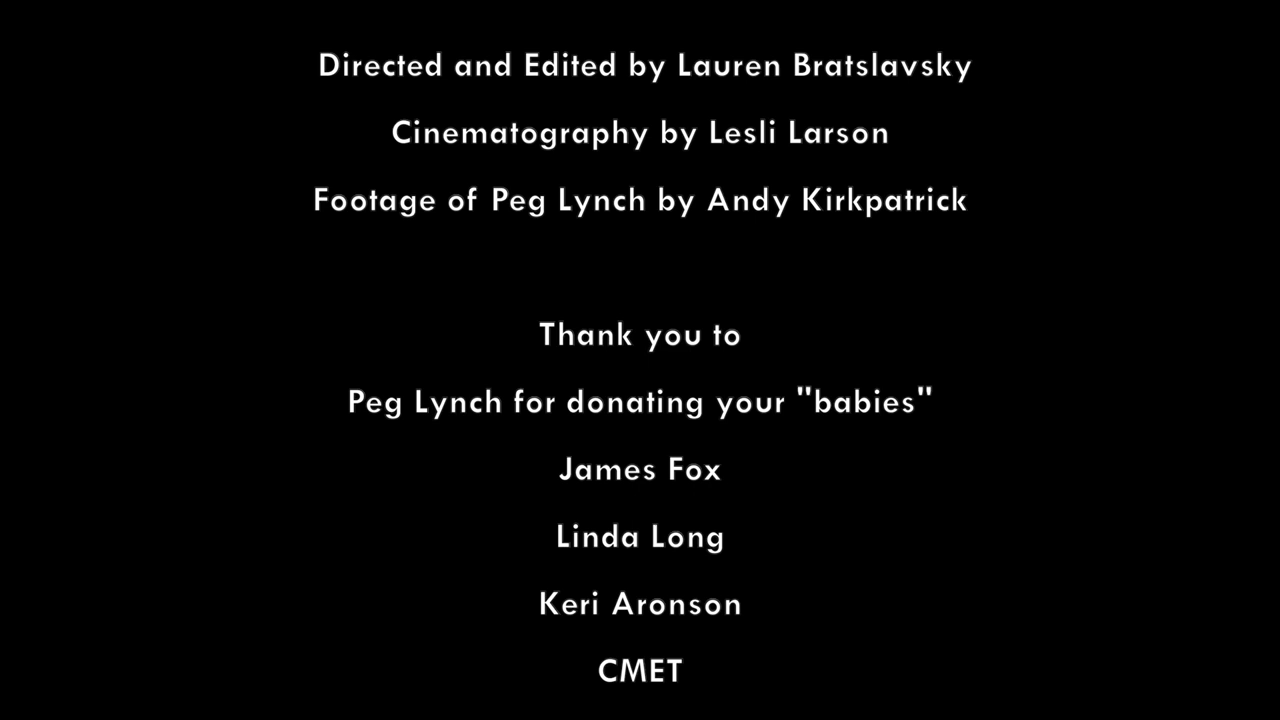 Directed and Edited by Lauren Bratslavsky
Cinematography by Lesli Larson
Footage of Peg Lynch by Andy Kirkpatrick
Thank you to
Peg Lynch for donating your "babies"
James Fox
Linda Long
Keri Aronson
CMET